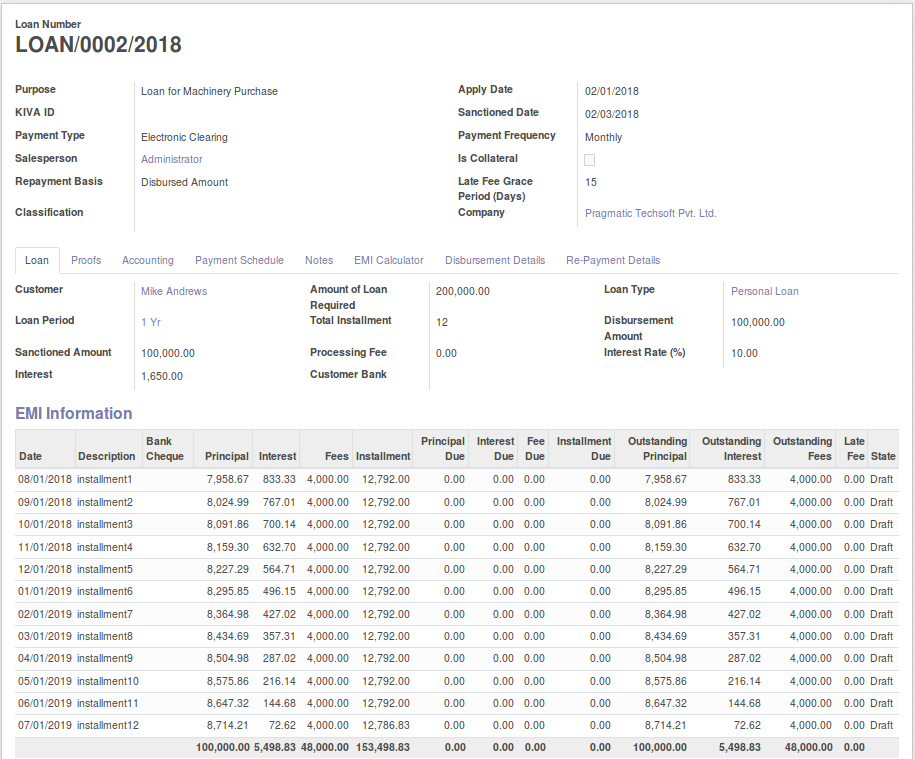 Loan Number
LOAN/0002/2018
Purpose Loan for Machinery Purchase Apply Date 02/01/2018
KIVA ID Sanctioned Date 02/03/2018
Payment Type Electronic Clearing Payment Frequency Monthly
Salesperson Administrator Is Collateral
Repayment Basis Disbursed Amount Late Fee Grace 15
Period (Days)
Classification Company Pragmatic Techsoft Pvt. Ltd.
Loan Proofs Accounting Payment Schedule Notes EMI Calculator Disbursement Details Re-Payment Details
Customer Mike Andrews Amount of Loan 200,000.00 Loan Type Personal Loan
Required
Loan Period 1 Yr Total Installment 12 Disbursement 100,000.00
Amount
Sanctioned Amount 100,000.00 Processing Fee 0.00 Interest Rate (%) 10.00
Interest 1,650.00 Customer Bank
EMI Information
Bank Principal Interest Fee Installment Outstanding Outstanding Outstanding Late
Date Description Cheque Principal Interest Fees Installment Due Due Due Due Principal Interest Fees Fee State
08/01/2018 installment1 7,958.67 833.33 4,000.00 12,792.00 0.00 0.00 0.00 0.00 7,958.67 833.33 4,000.00 0.00 Draft
09/01/2018 installment2 8,024.99 767.01 4,000.00 12,792.00 0.00 0.00 0.00 0.00 8,024.99 767.01 4,000.00 0.00 Draft
10/01/2018 installment3 8,091.86 700.14 4,000.00 12,792.00 0.00 0.00 0.00 0.00 8,091.86 700.14 4,000.00 0.00 Draft
11/01/2018 installment4 8,159.30 632.70 4,000.00 12,792.00 0.00 0.00 0.00 0.00 8,159.30 632.70 4,000.00 0.00 Draft
12/01/2018 installment5 8,227.29 564.71 4,000.00 12,792.00 0.00 0.00 0.00 0.00 8,227.29 564.71 4,000.00 0.00 Draft
01/01/2019 installment6 8,295.85 496.15 4,000.00 12,792.00 0.00 0.00 0.00 0.00 8,295.85 496.15 4,000.00 0.00 Draft
02/01/2019 installment7 8,364.98 427.02 4,000.00 12,792.00 0.00 0.00 0.00 0.00 8,364.98 427.02 4,000.00 0.00 Draft
03/01/2019 installment8 8,434.69 357.31 4,000.00 12,792.00 0.00 0.00 0.00 0.00 8,434.69 357.31 4,000.00 0.00 Draft
04/01/2019 installment9 8,504.98 287.02 4,000.00 12,792.00 0.00 0.00 0.00 0.00 8,504.98 287.02 4,000.00 0.00 Draft
05/01/2019 installment10 8,575.86 216.14 4,000.00 12,792.00 0.00 0.00 0.00 0.00 8,575.86 216.14 4,000.00 0.00 Draft
06/01/2019 installment11 8,647.32 144.68 4,000.00 12,792.00 0.00 0.00 0.00 0.00 8,647.32 144.68 4,000.00 0.00 Draft
07/01/2019 installment12 8,714.21 72.62 4,000.00 12,786.83 0.00 0.00 0.00 0.00 8,714.21 72.62 4,000.00 0.00 Draft
100,000.00 5,498.83 48,000.00 153,498.83 0.00 0.00 0.00 0.00 100,000.00 5,498.83 48,000.00 0.00